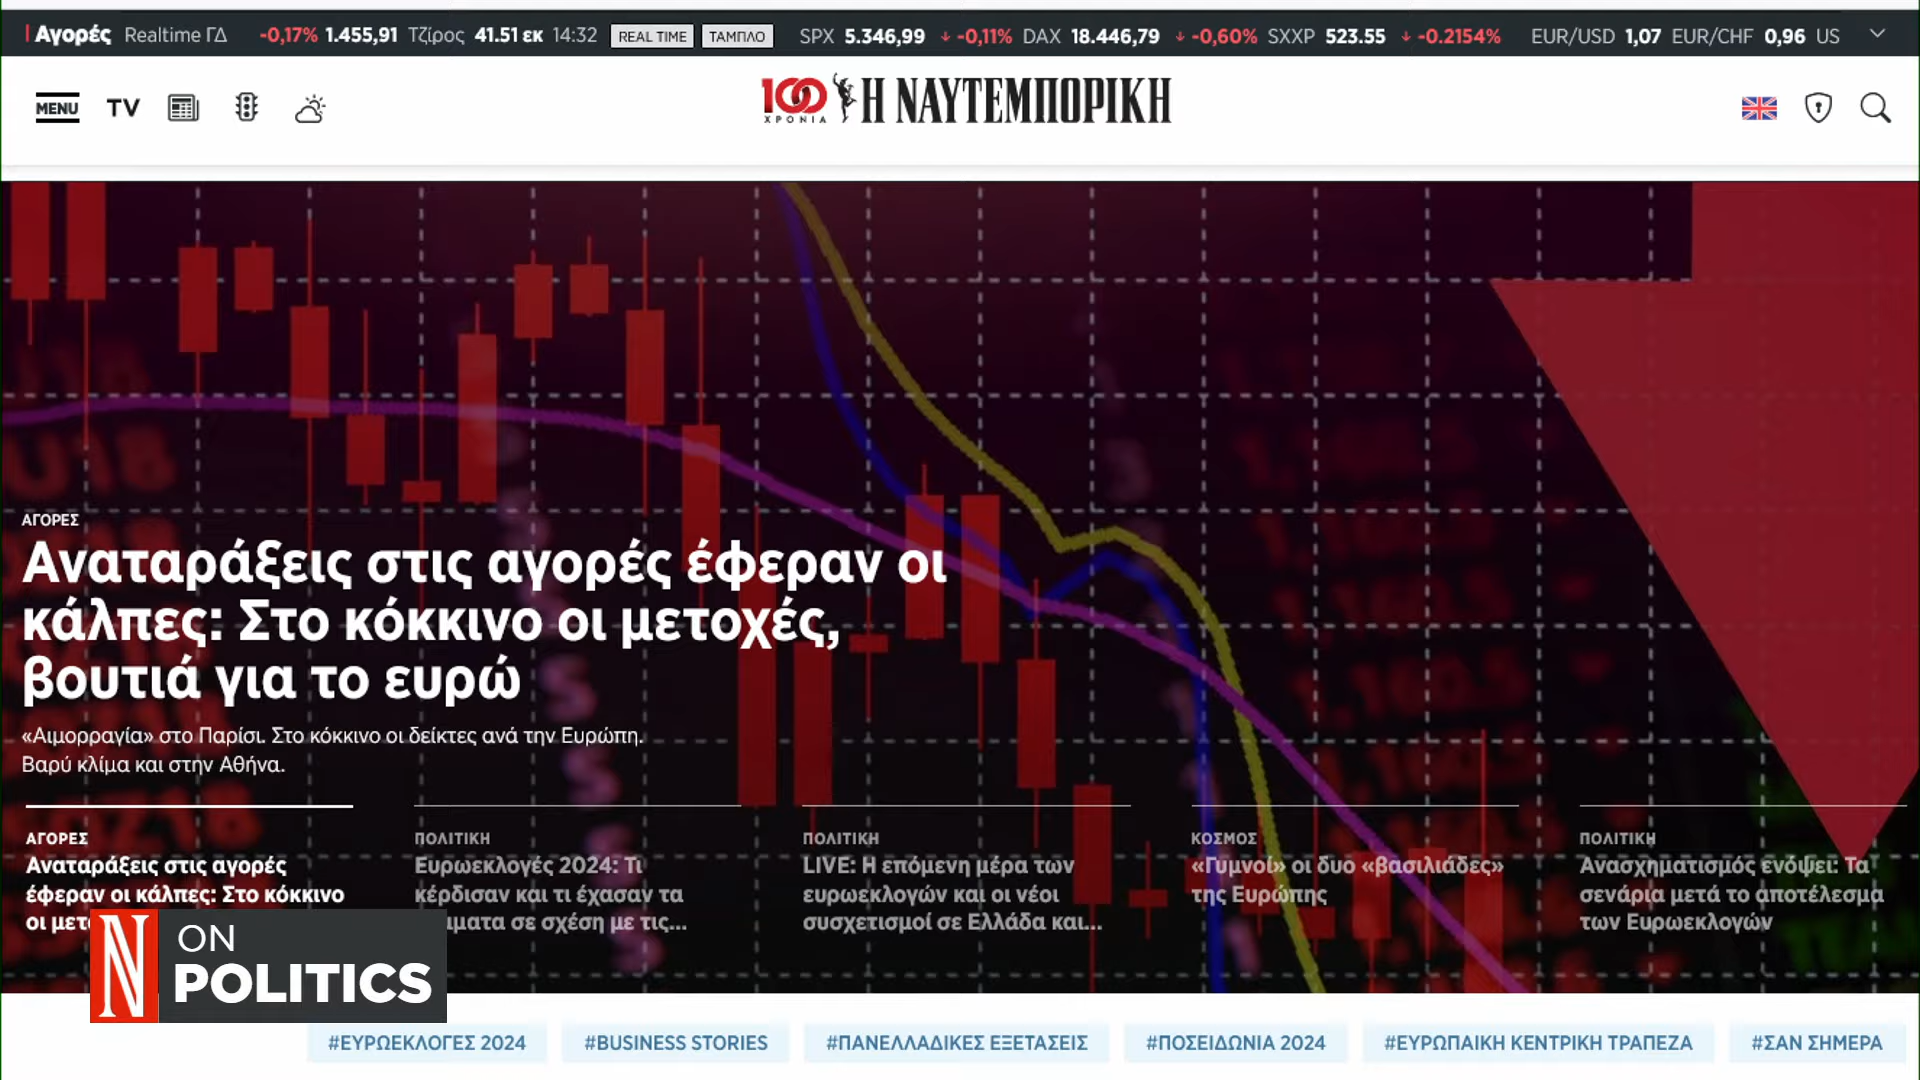 Αγορές Realtime ΓΔ -0,17% 1.455,91 Τζίρος 41.51 εκ 14:32 REAL TIME ΤΑΜΠΛΟ SPX 5.346,99 ↓ -0,11% DAX 18.446,79 ↓ -0,60% SXXP 523.55 ↓ -0.2154% EUR/USD 1,07 EUR/CHF 0,96 US
MENU TV 100 ΧΡΟΝΙΑ Η ΝΑΥΤΕΜΠΟΡΙΚΗ
ΑΓΟΡΕΣ
Αναταράξεις στις αγορές έφεραν οι
κάλπες: Στο κόκκινο οι μετοχές,
βουτιά για το ευρώ
«Αιμορραγία» στο Παρίσι. Στο κόκκινο οι δείκτες ανά την Ευρώπη.
Βαρύ κλίμα και στην Αθήνα.
ΑΓΟΡΕΣ
Αναταράξεις στις αγορές
έφεραν οι κάλπες: Στο κόκκινο
οι
ΠΟΛΙΤΙΚΗ
Ευρωεκλογές 2024: Τι
κέρδισαν και τι έχασαν τα
σε σχέση με τις...
ΠΟΛΙΤΙΚΗ
LIVE: Η επόμενη μέρα των
ευρωεκλογών και οι νέοι
συσχετισμοί σε Ελλάδα και...
ΚΟΣΜΟΣ
«Γυμνοί» οι δυο «βασιλιάδες»
της Ευρώπης
ΠΟΛΙΤΙΚΗ
Ανασχηματισμός ενόψει: Τα
σενάρια μετά το αποτέλεσμα
των Ευρωεκλογών
N ON
POLITICS
#ΕΥΡΩΕΚΛΟΓΕΣ 2024 #BUSINESS STORIES #ΠΑΝΕΛΛΑΔΙΚΕΣ ΕΞΕΤΑΣΕΙΣ #ΠΟΣΕΙΔΩΝΙΑ 2024 #ΕΥΡΩΠΑΙΚΗ ΚΕΝΤΡΙΚΗ ΤΡΑΠΕΖΑ #ΣΑΝ ΣΗΜΕΡΑ